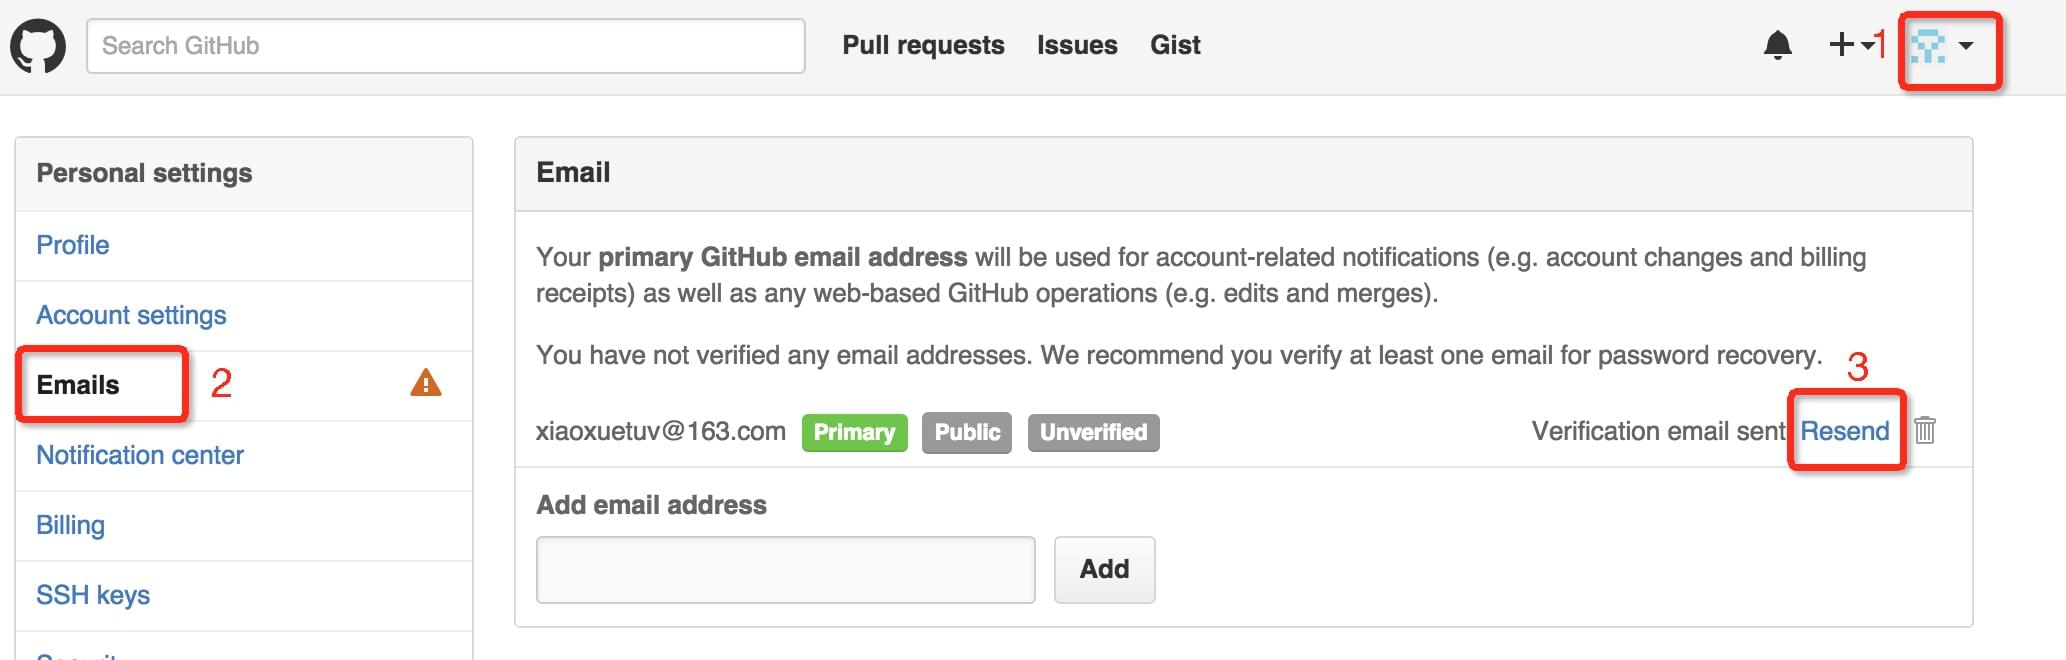 Search GitHub
Pull requests Issues Gist
1
Personal settings
Profile
Account settings
Emails 2
Notification center
Billing
SSH keys
Security
Email
Your primary GitHub email address will be used for account-related notifications (e.g. account changes and billing
receipts) as well as any web-based GitHub operations (e.g. edits and merges).
You have not verified any email addresses. We recommend you verify at least one email for password recovery.
3
xiaoxuetuv@163.com Primary Public Unverified Verification email sent Resend
Add email address
Add